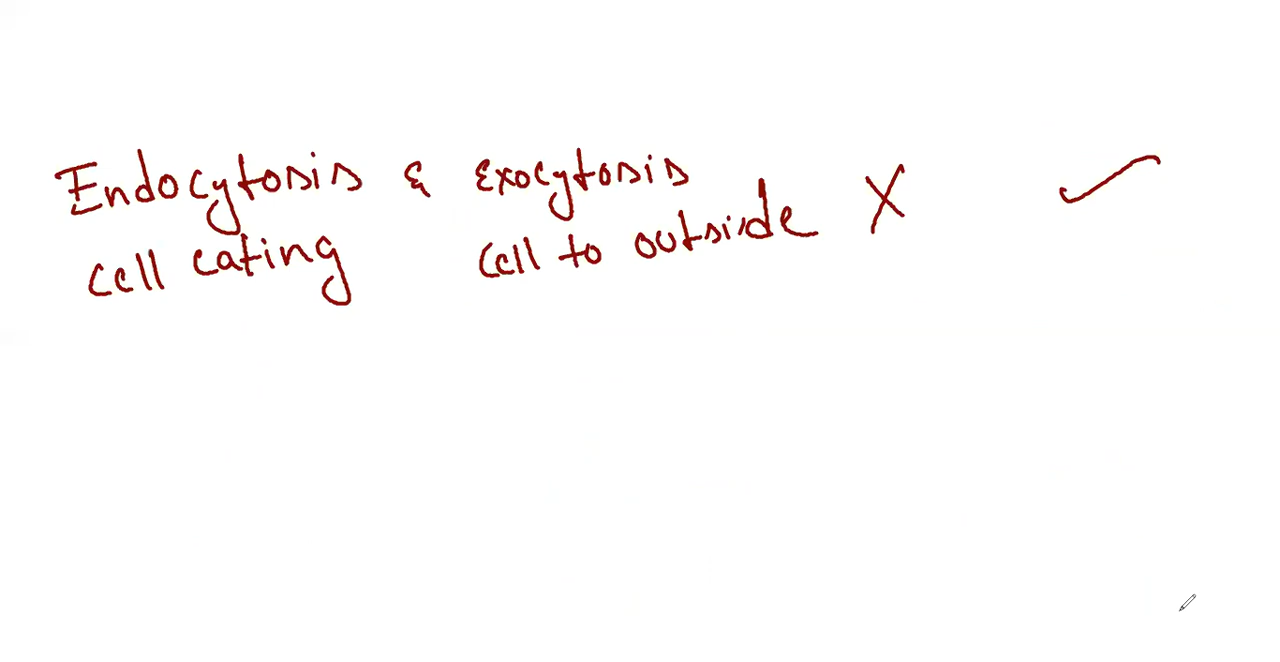 Endocytosis & Exocytosis
cell eating cell to outside X ✓